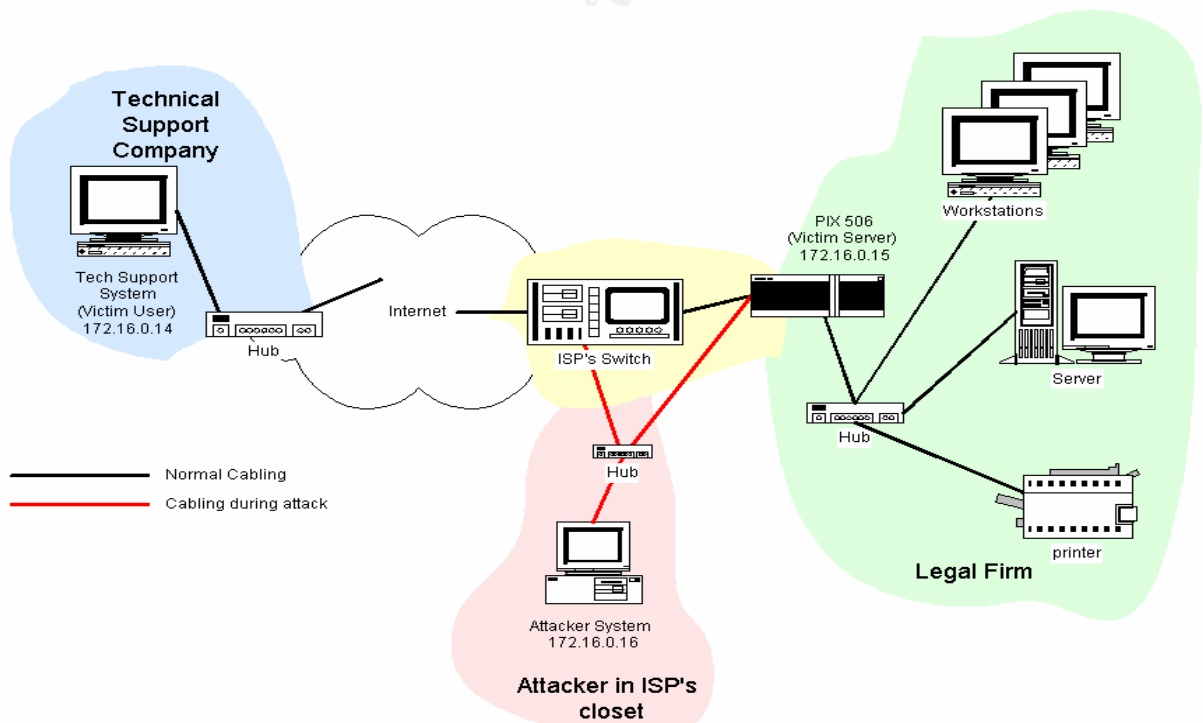 Technical
Support
Company
Tech Support
System
(Victim User)
172.16.0.14
Hub
Internet
ISP's Switch
PIX 506
(Victim Server)
172.16.0.15
Workstations
Server
Hub
printer
Legal Firm
Normal Cabling
Cabling during attack
Hub
Attacker System
172.16.0.16
Attacker in ISP's
closet